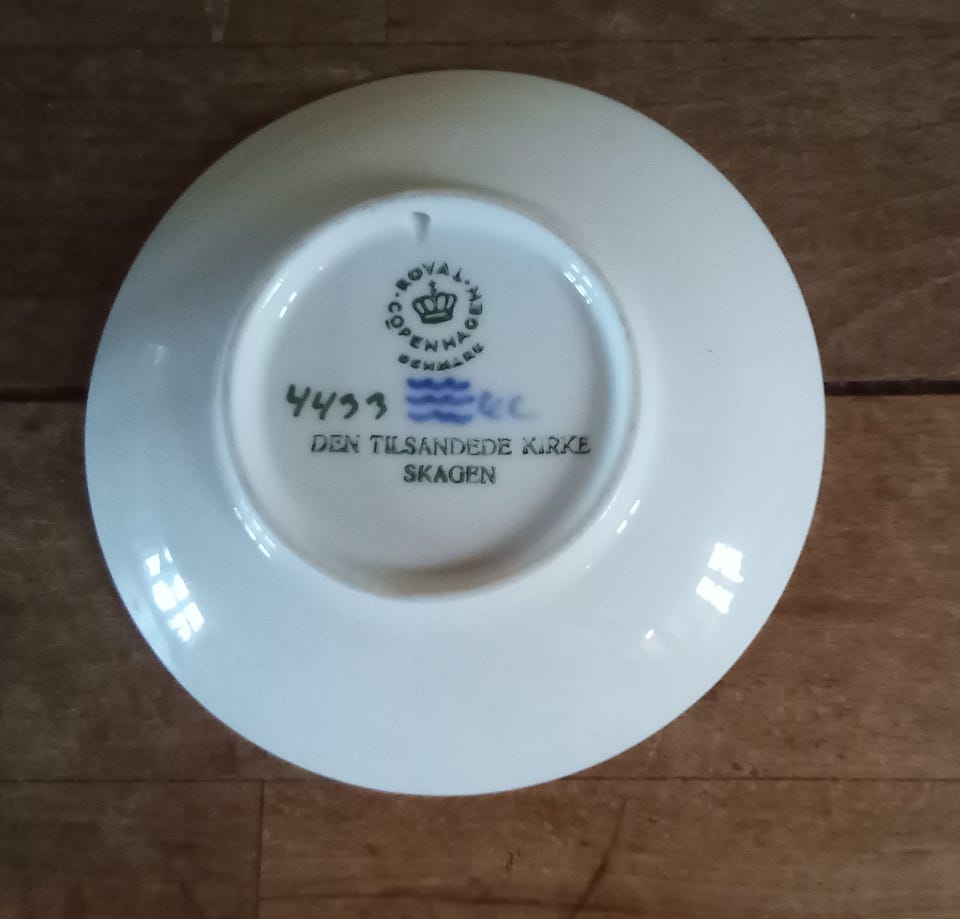 ROYAL
COPENHAGEN
DENMARK
4433
DEN TILSANDEDE KIRKE
SKAGEN